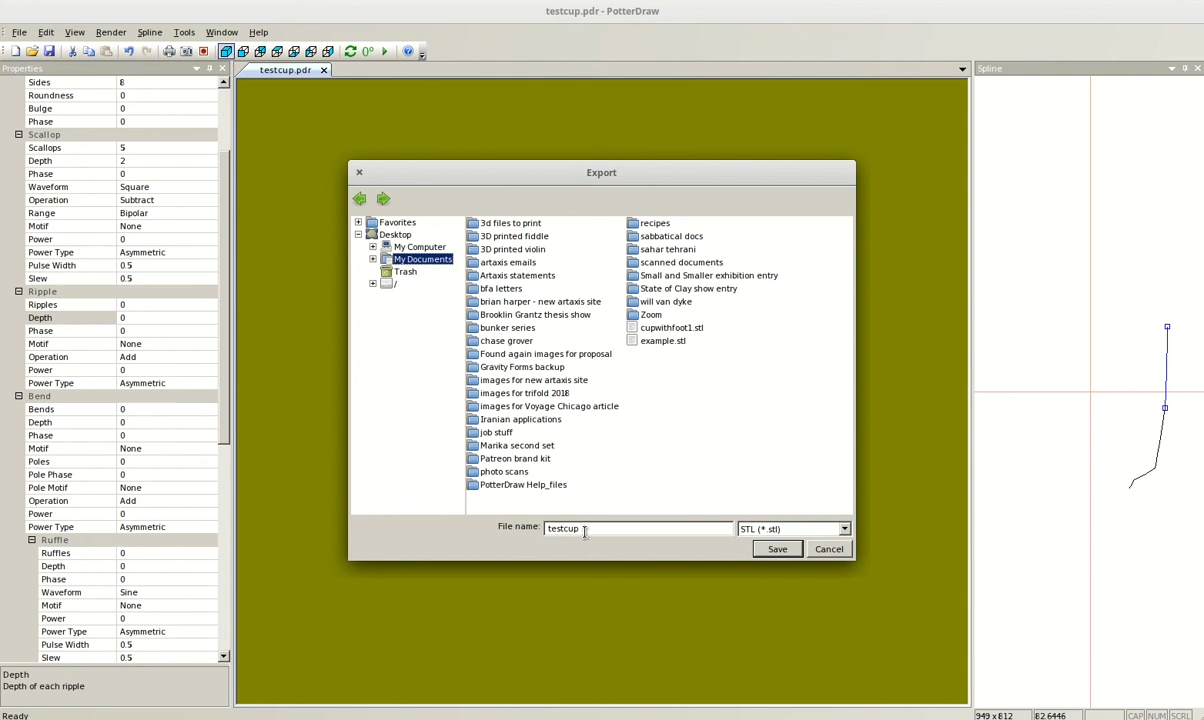 testcup.pdr - PotterDraw
File Edit View Render Spline Tools Window Help
Properties
testcup.pdr
Spline
Sides 8
Roundness 0
Bulge 0
Phase 0
Scallop
Scallops 5
Depth 2
Phase 0
Waveform Square
Operation Subtract
Range Bipolar
Motif None
Power 0
Power Type Asymmetric
Pulse Width 0.5
Slew 0.5
Ripple
Ripples 0
Depth 0
Phase 0
Motif None
Operation Add
Power 0
Power Type Asymmetric
Bend
Bends 0
Depth 0
Phase 0
Motif None
Poles 0
Pole Phase 0
Pole Motif None
Operation Add
Power 0
Power Type Asymmetric
Ruffle
Ruffles 0
Depth 0
Phase 0
Waveform Sine
Motif None
Power 0
Power Type Asymmetric
Pulse Width 0.5
Slew 0.5
Depth
Depth of each ripple
Ready
Export
Favorites
Desktop
My Computer
My Documents
Trash
/
3d files to print
3D printed fiddle
3D printed violin
artaxis emails
Artaxis statements
bfa letters
brian harper - new artaxis site
Brooklin Grantz thesis show
bunker series
chase grover
Found again images for proposal
Gravity Forms backup
images for new artaxis site
images for trifold 2018
images for Voyage Chicago article
Iranian applications
job stuff
Marika second set
Patreon brand kit
photo scans
PotterDraw Help_files
recipes
sabbatical docs
sahar tehrani
scanned documents
Small and Smaller exhibition entry
State of Clay show entry
will van dyke
Zoom
cupwithfoot1.stl
example.stl
File name: testcup STL (*.stl)
Save Cancel
949 x 812 82.6446 CAP NUM SCRL